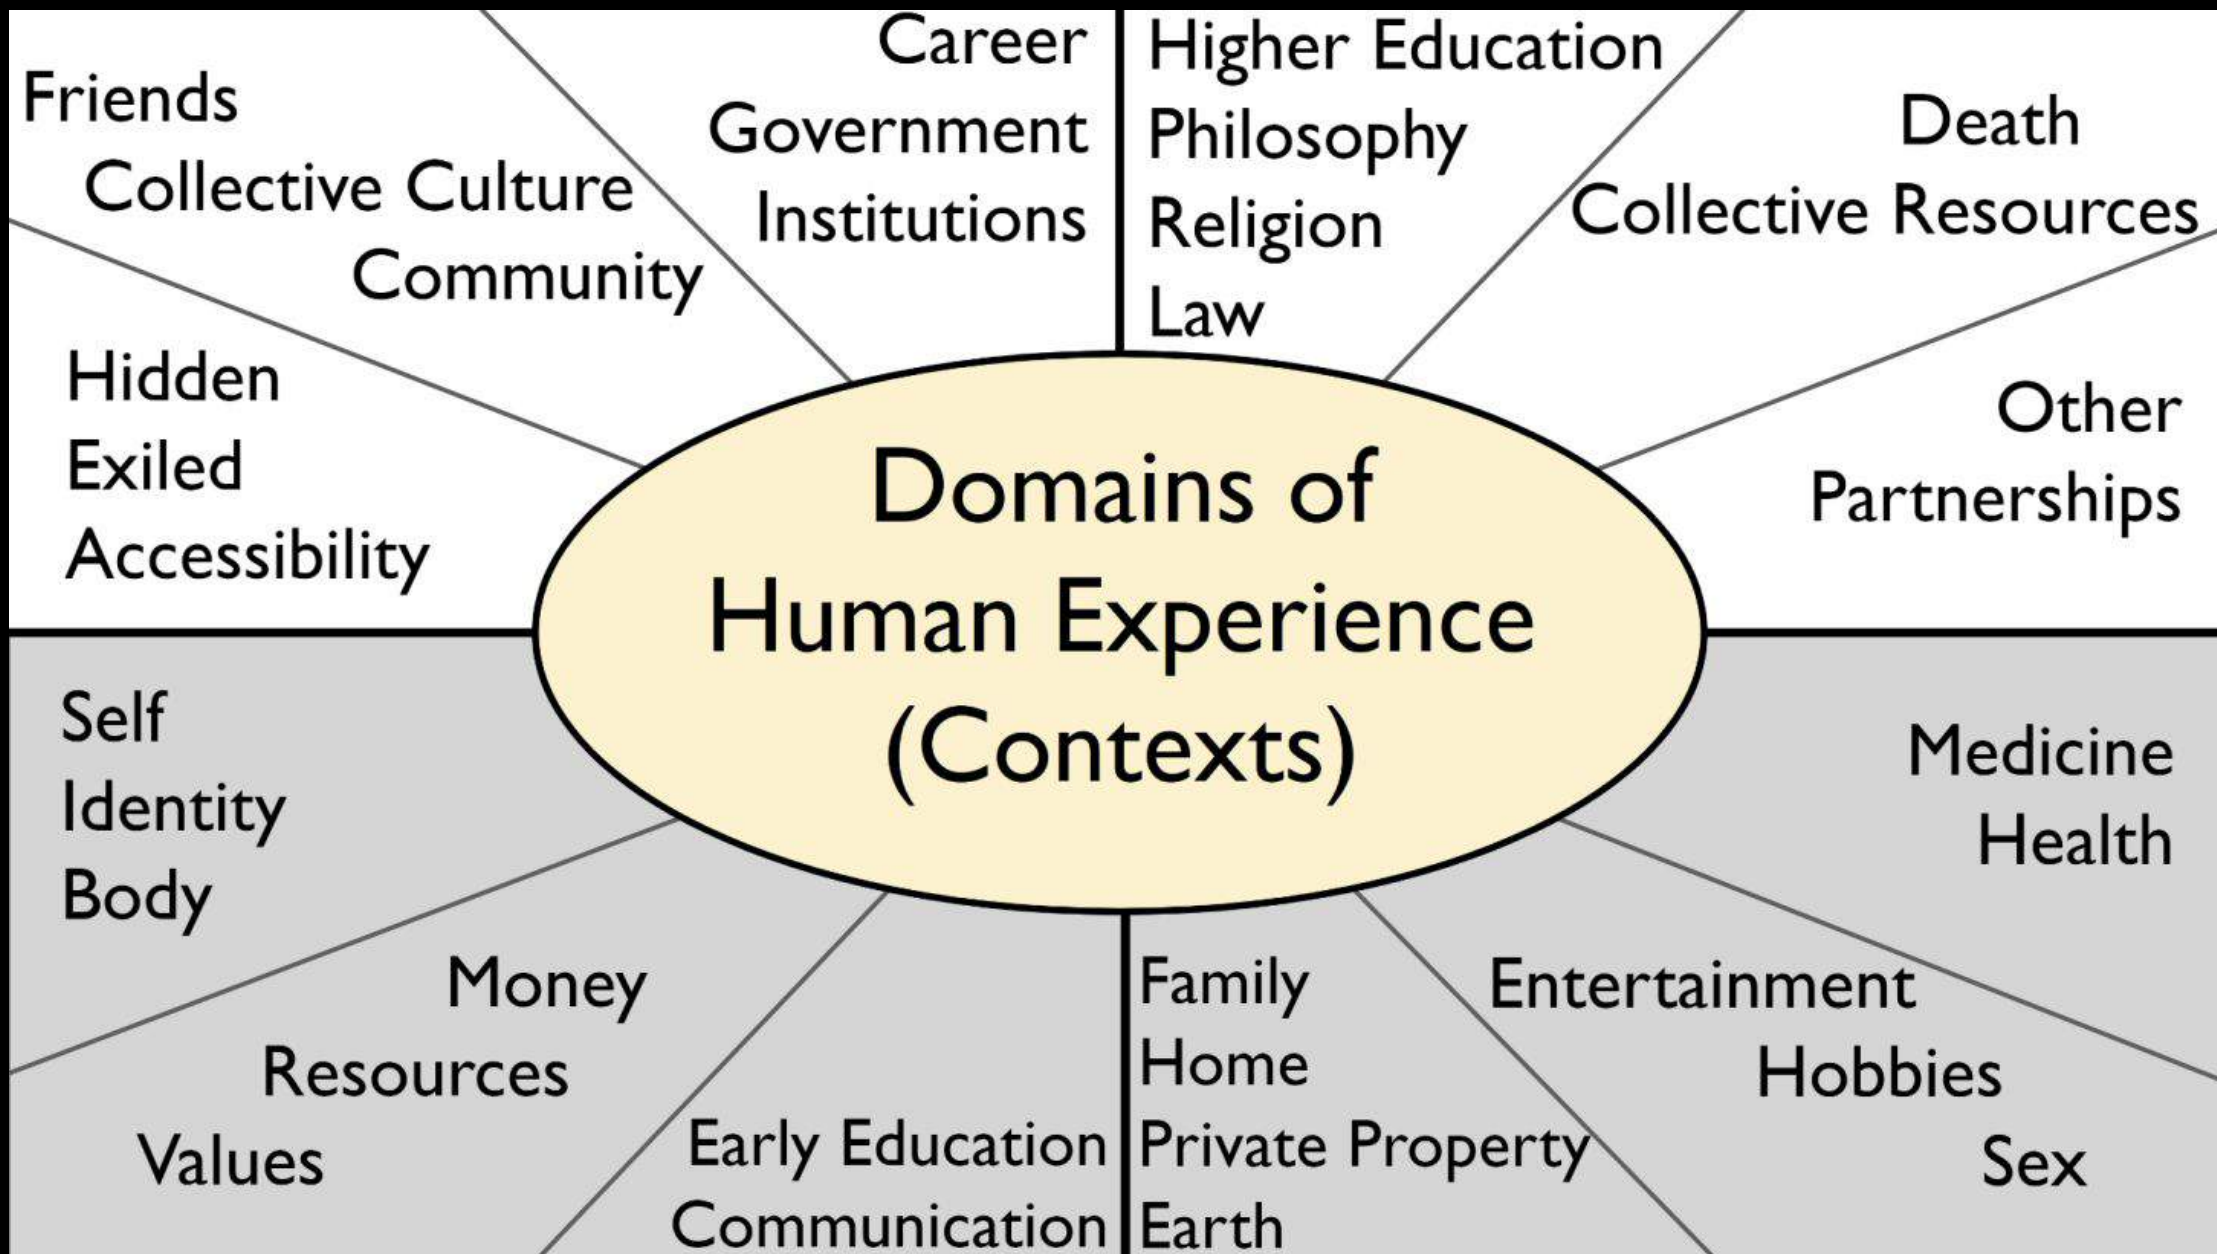 Friends
Collective Culture
Community
Career
Government
Institutions
Higher Education
Philosophy
Religion
Law
Death
Collective Resources
Hidden
Exiled
Accessibility
Other
Partnerships
Domains of
Human Experience
(Contexts)
Self
Identity
Body
Medicine
Health
Money
Resources
Values
Early Education
Communication
Family
Home
Private Property
Earth
Entertainment
Hobbies
Sex